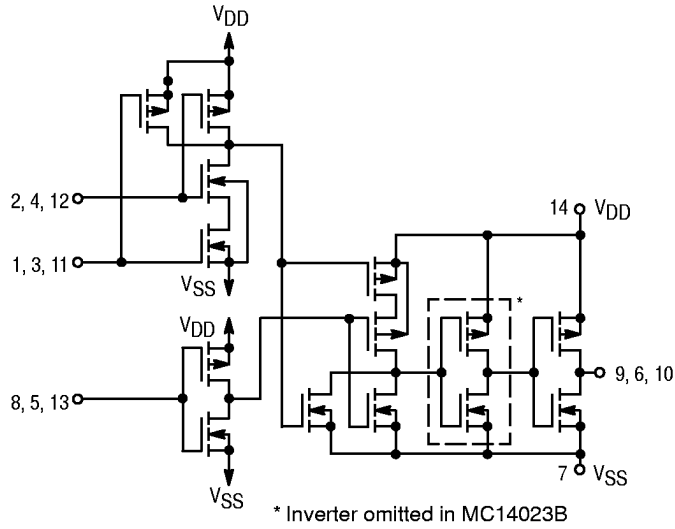 VDD
2, 4, 12
1, 3, 11
VSS
14
VDD
VDD
*
8, 5, 13
9, 6, 10
VSS
7
VSS
* Inverter omitted in MC14023B